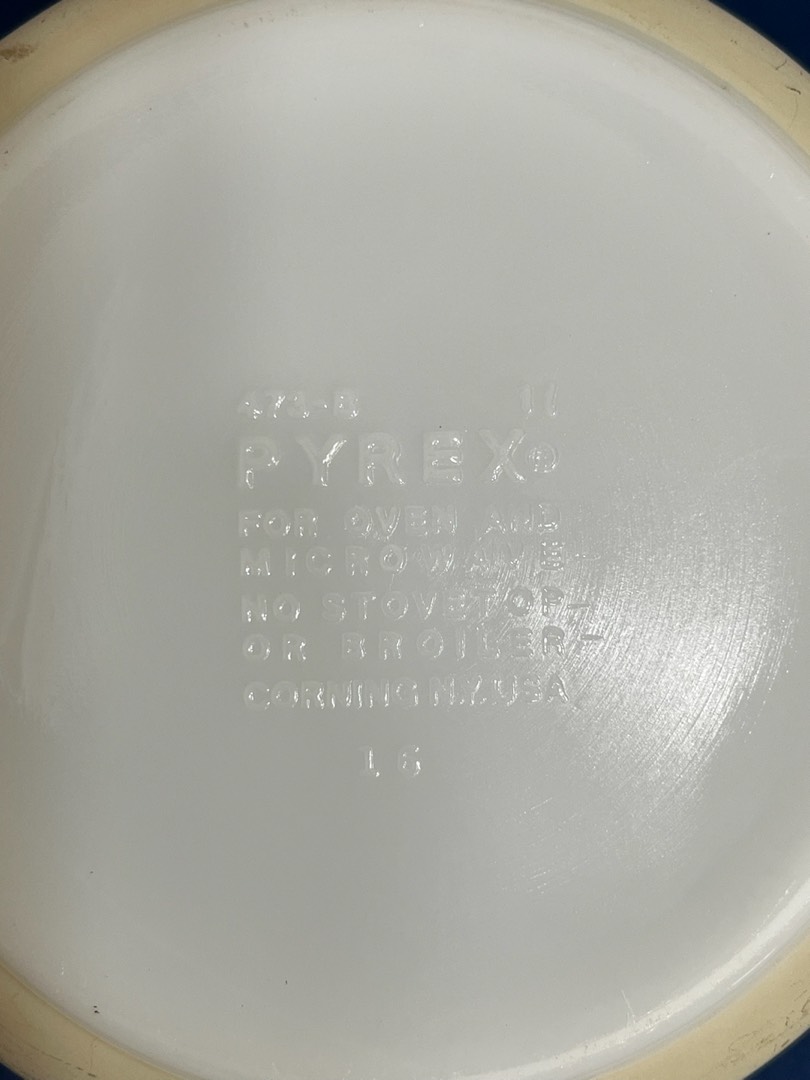 473-B 11
PYREX®
FOR OVEN AND
MICROWAVE-
NO STOVETOP-
OR BROILER-
CORNING N.Y. USA
16